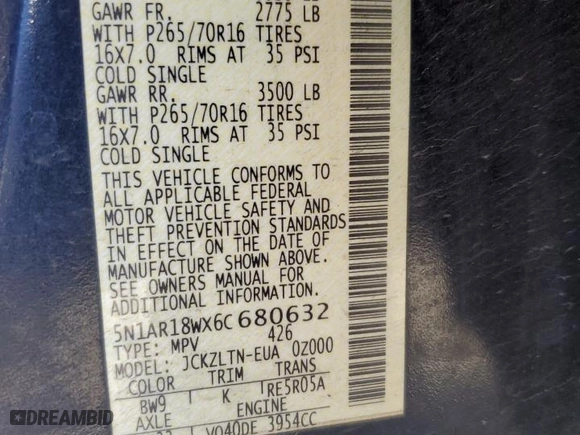 GAWR FR. 2775 LB
WITH P265/70R16 TIRES
16X7.0 RIMS AT 35 PSI
COLD SINGLE
GAWR RR. 3500 LB
WITH P265/70R16 TIRES
16X7.0 RIMS AT 35 PSI
COLD SINGLE
THIS VEHICLE CONFORMS TO
ALL APPLICABLE FEDERAL
MOTOR VEHICLE SAFETY AND
THEFT PREVENTION STANDARDS
IN EFFECT ON THE DATE OF
MANUFACTURE SHOWN ABOVE.
SEE OWNERS MANUAL FOR
ADDITIONAL INFORMATION
5N1AR18WX6C680632
TYPE: MPV 426
MODEL: JCKZLTN-EUA 0Z000
COLOR TRIM TRANS
BW9 K RE5R05A
AXLE ENGINE
VQ40DE 3954CC
DREAMBID